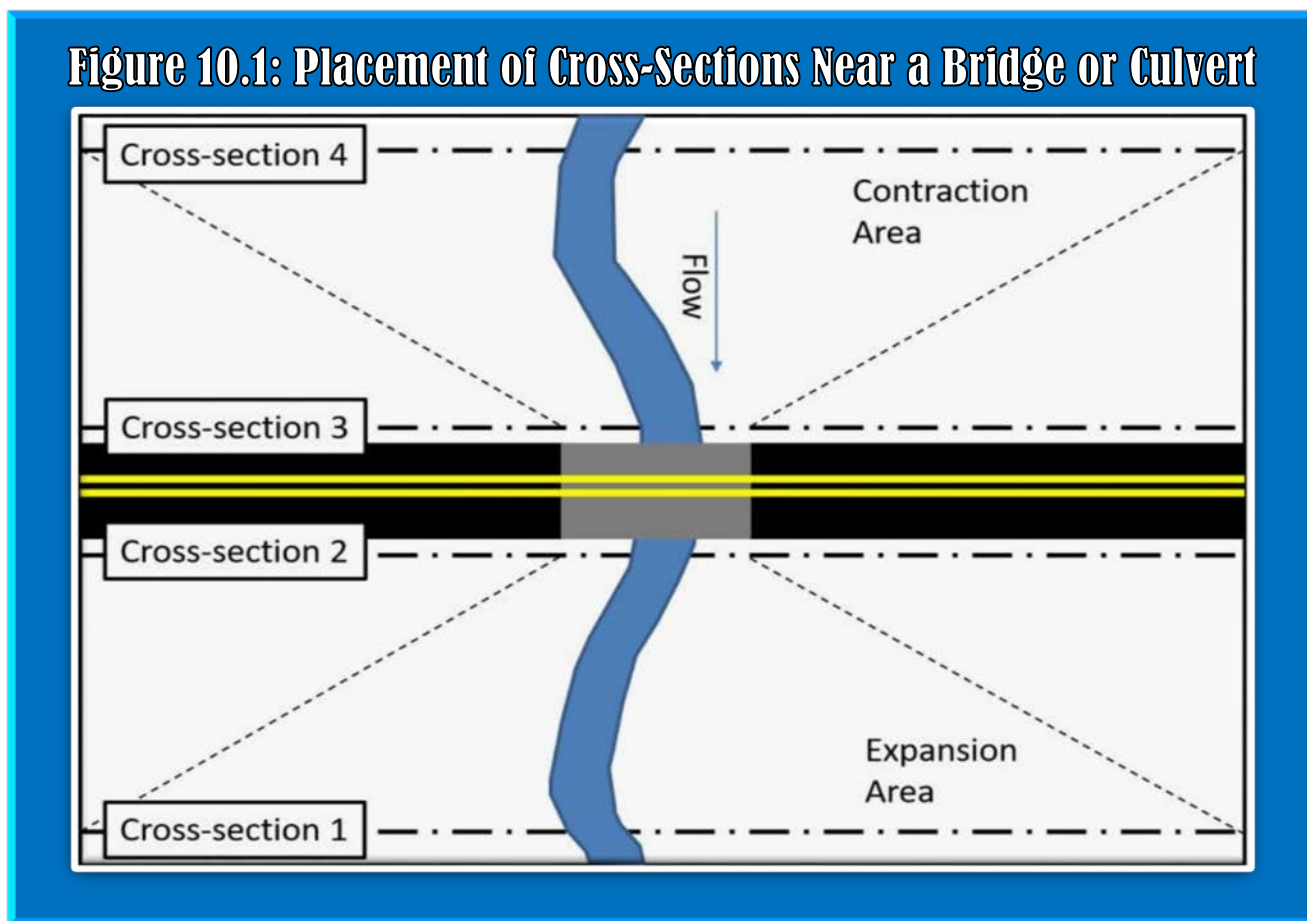 Figure 10.1: Placement of Cross-Sections Near a Bridge or Culvert
Cross-section 4
Contraction
Area
Flow
Cross-section 3
Cross-section 2
Expansion
Area
Cross-section 1